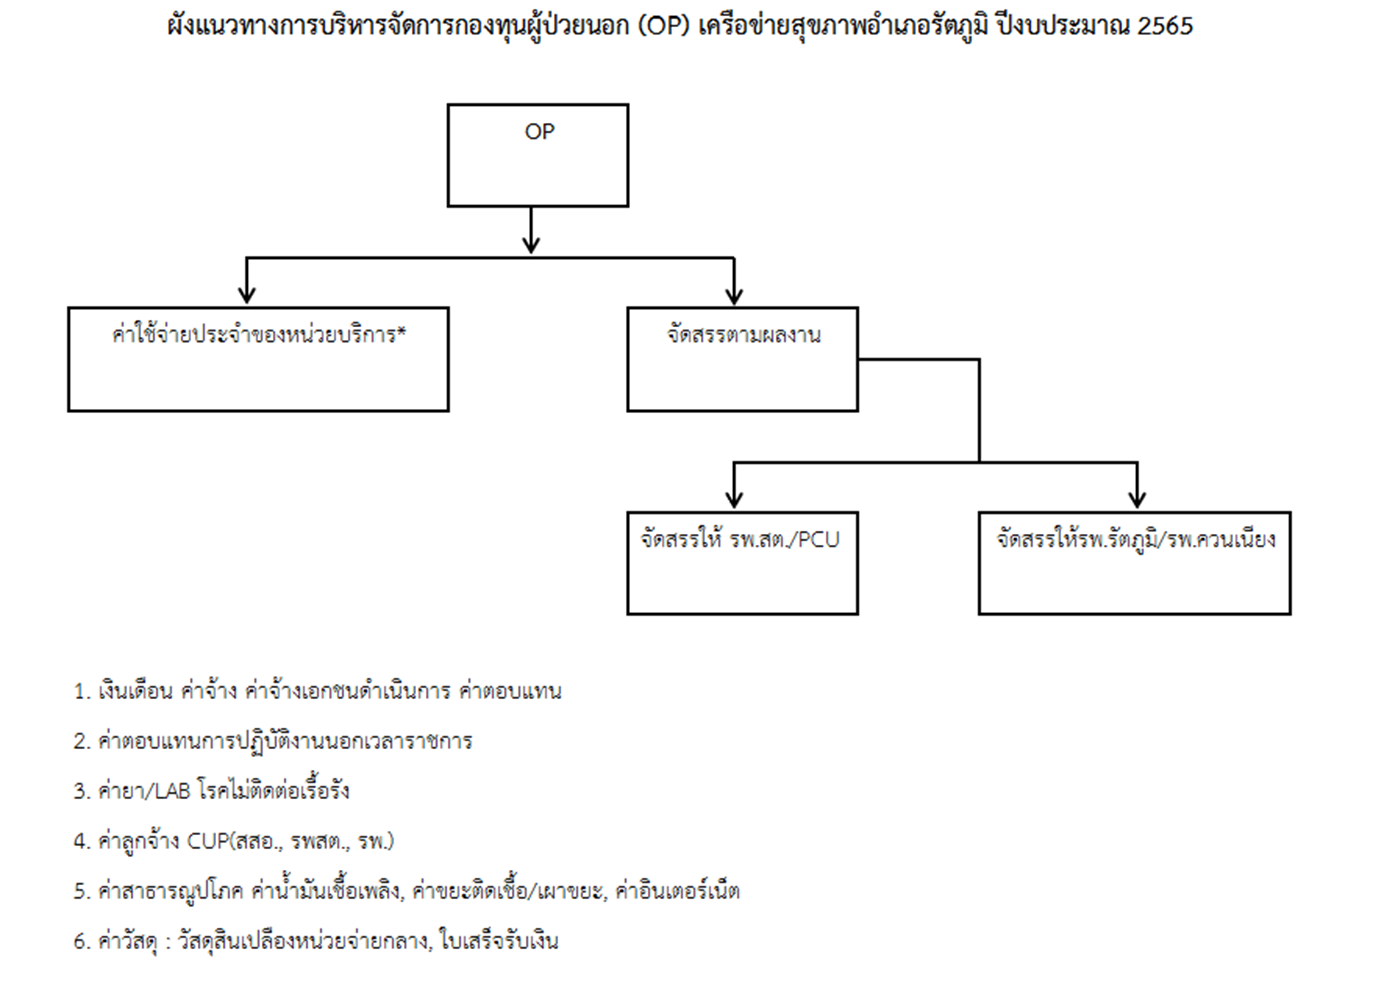 ผังแนวทางการบริหารจัดการกองทุนผู้ป่วยนอก (OP) เครือข่ายสุขภาพอำเภอรัตภูมิ ปีงบประมาณ 2565
OP
ค่าใช้จ่ายประจำของหน่วยบริการ*
จัดสรรตามผลงาน
จัดสรรให้ รพ.สต./PCU
จัดสรรให้รพ.รัตภูมิ/รพ.ควนเนียง
1. เงินเดือน ค่าจ้าง ค่าจ้างเอกชนดำเนินการ ค่าตอบแทน
2. ค่าตอบแทนการปฏิบัติงานนอกเวลาราชการ
3. ค่ายา/LAB โรคไม่ติดต่อเรื้อรัง
4. ค่าลูกจ้าง CUP(สสอ., รพสต., รพ.)
5. ค่าสาธารณูปโภค ค่าน้ำมันเชื้อเพลิง, ค่าขยะติดเชื้อ/เผาขยะ, ค่าอินเตอร์เน็ต
6. ค่าวัสดุ : วัสดุสินเปลืองหน่วยจ่ายกลาง, ใบเสร็จรับเงิน